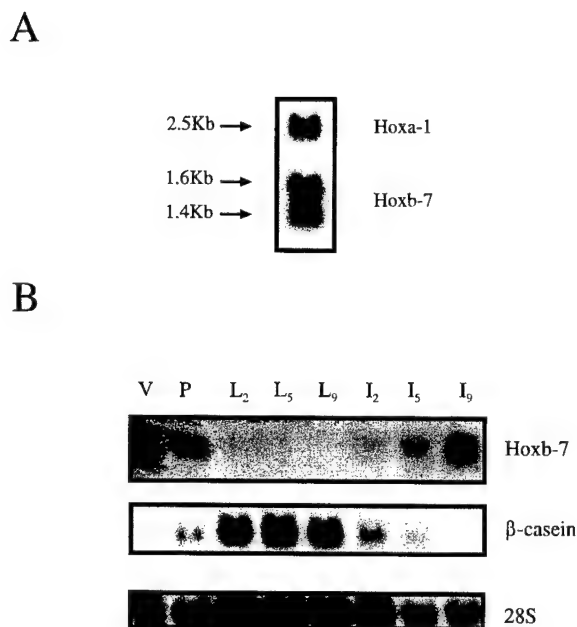 A
2.5Kb → Hoxa-1
1.6Kb →
Hoxb-7
1.4Kb →
B
V P L₂ L₅ L₉ I₂ I₅ I₉
Hoxb-7
β-casein
28S